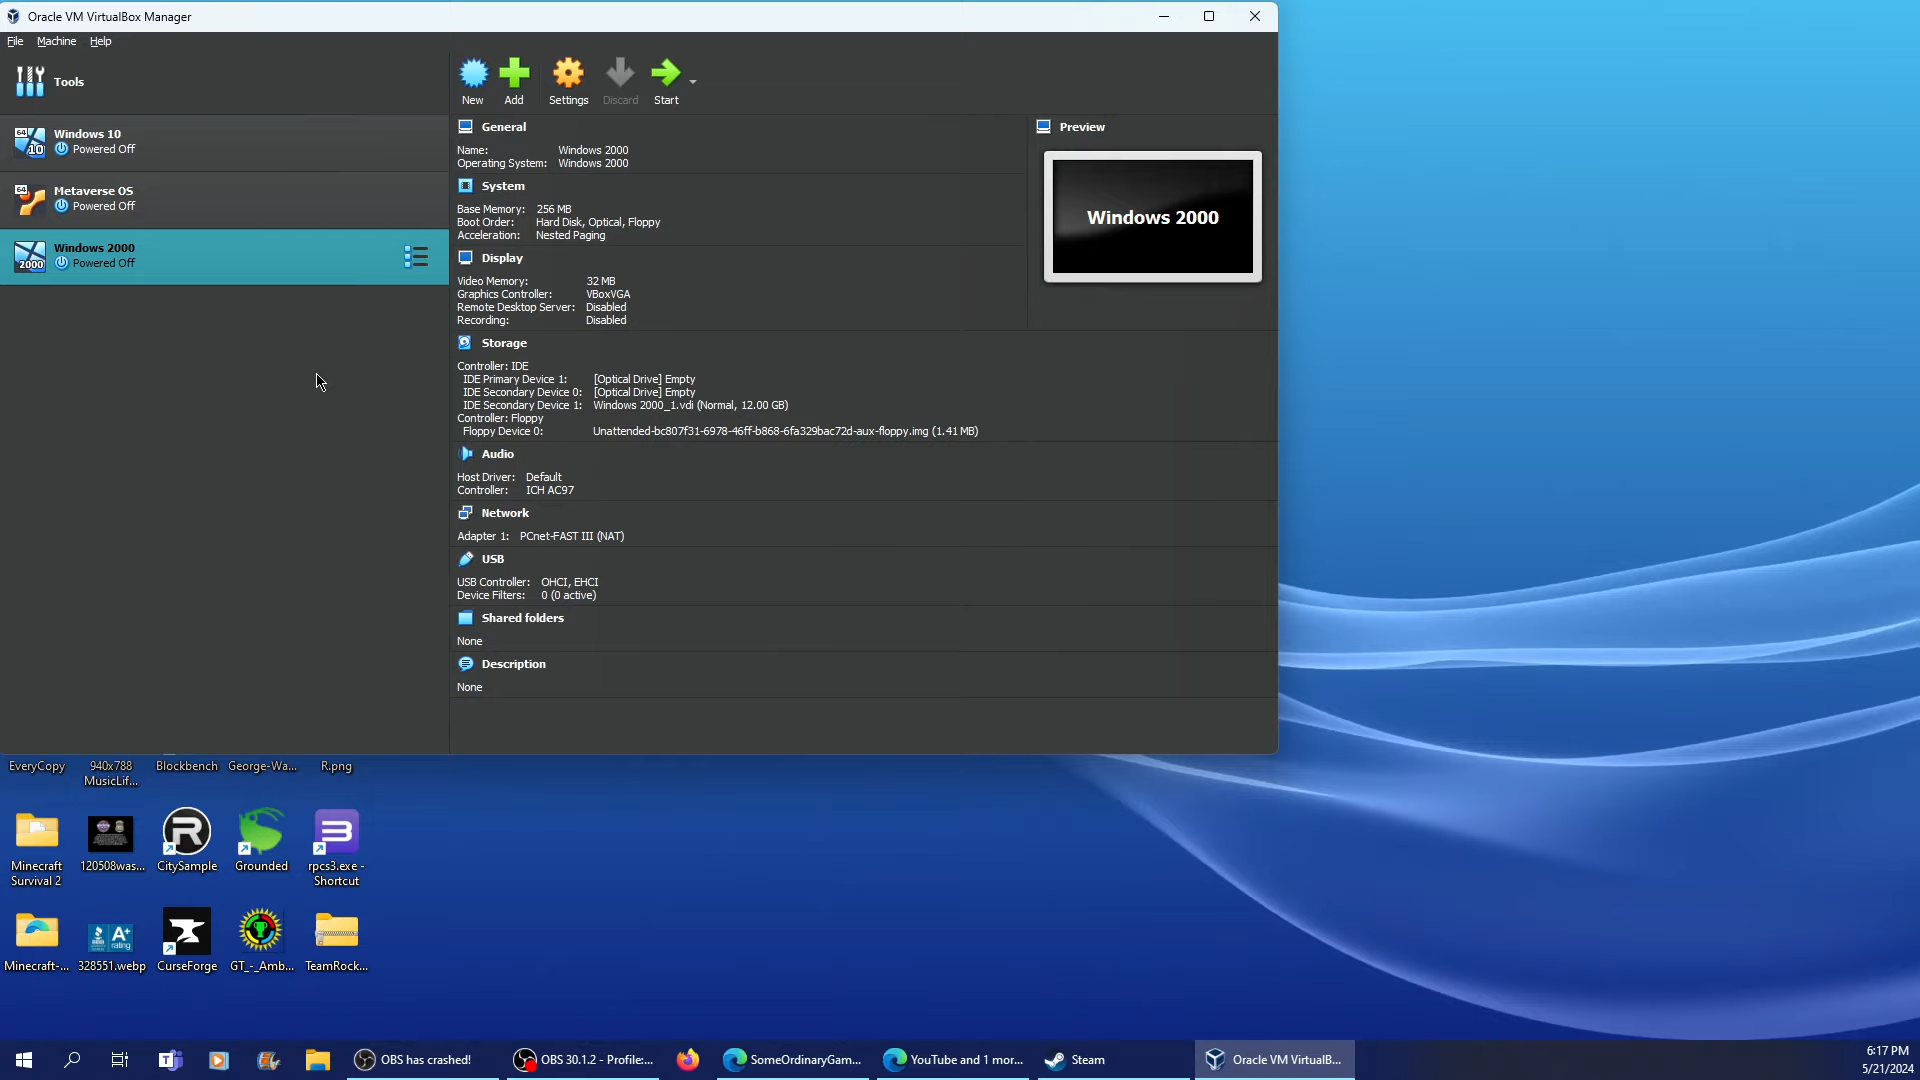 Oracle VM VirtualBox Manager
File Machine Help
Tools
New Add Settings Discard Start
64 10 Windows 10
Powered Off
64 Metaverse OS
Powered Off
2000 Windows 2000
Powered Off
General
Name: Windows 2000
Operating System: Windows 2000
System
Base Memory: 256 MB
Boot Order: Hard Disk, Optical, Floppy
Acceleration: Nested Paging
Display
Video Memory: 32 MB
Graphics Controller: VBoxVGA
Remote Desktop Server: Disabled
Recording: Disabled
Preview
Windows 2000
Storage
Controller: IDE
IDE Primary Device 1: [Optical Drive] Empty
IDE Secondary Device 0: [Optical Drive] Empty
IDE Secondary Device 1: Windows 2000_1.vdi (Normal, 12.00 GB)
Controller: Floppy
Floppy Device 0: Unattended-bc807f31-6978-46ff-b868-6fa329bac72d-aux-floppy.img (1.41 MB)
Audio
Host Driver: Default
Controller: ICH AC97
Network
Adapter 1: PCnet-FAST III (NAT)
USB
USB Controller: OHCI, EHCI
Device Filters: 0 (0 active)
Shared folders
None
Description
None
EveryCopy 940x788 Blockbench George-Wa... R.png
MusicLif...
Minecraft 120508was... CitySample Grounded rpcs3.exe -
Survival 2 Shortcut
A+
rating
Minecraft-... 328551.webp CurseForge GT_-_Amb... TeamRock...
OBS has crashed! OBS 30.1.2 - Profile:... SomeOrdinaryGam... YouTube and 1 mor... Steam Oracle VM VirtualB...
6:17 PM
5/21/2024